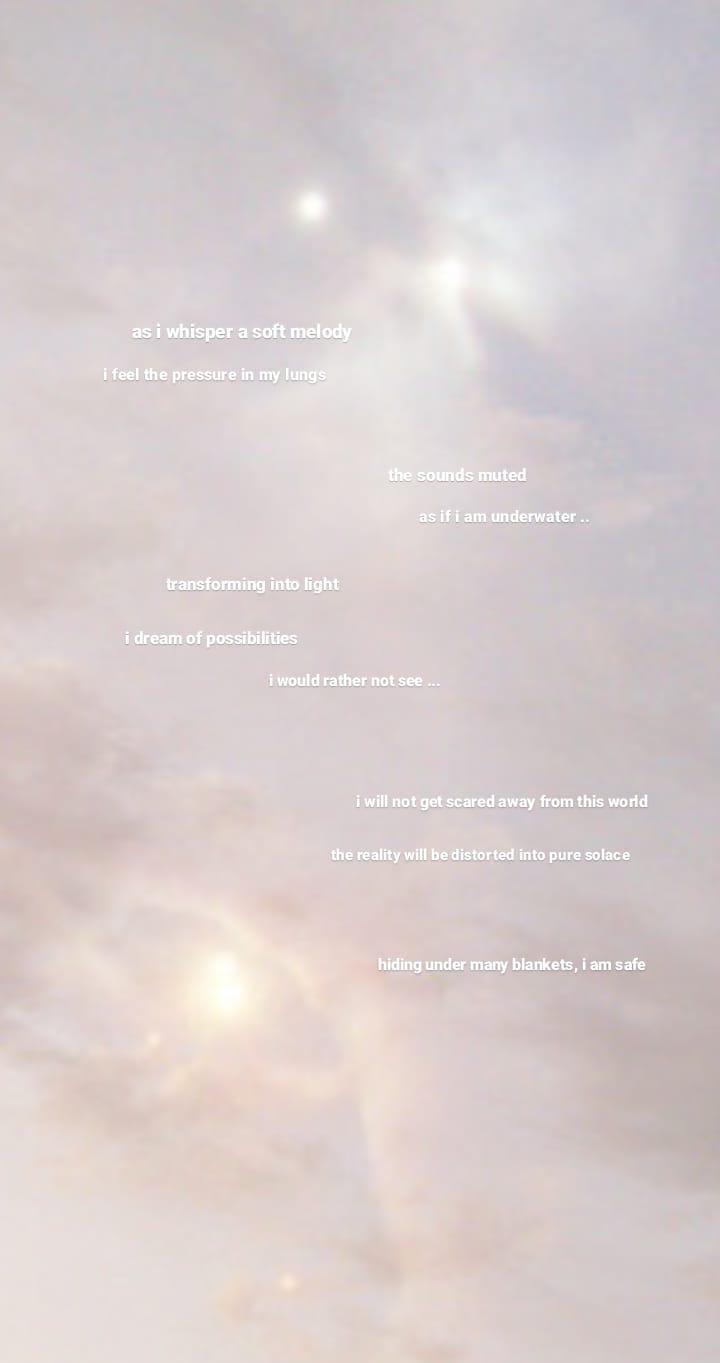 as i whisper a soft melody
i feel the pressure in my lungs
the sounds muted
as if i am underwater ..
transforming into light
i dream of possibilities
i would rather not see ...
i will not get scared away from this world
the reality will be distorted into pure solace
hiding under many blankets, i am safe